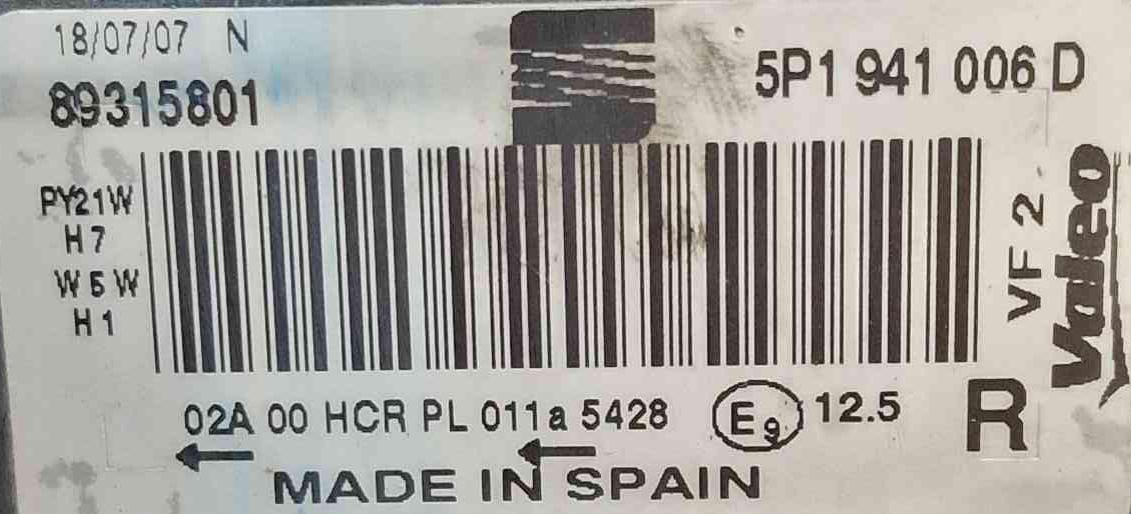 18/07/07 N
89315801
5P1 941 006 D
PY21W
H7
W5W
H1
VF 2
Valeo
02A 00 HCR PL 011a 5428 E9 12.5
R
MADE IN SPAIN